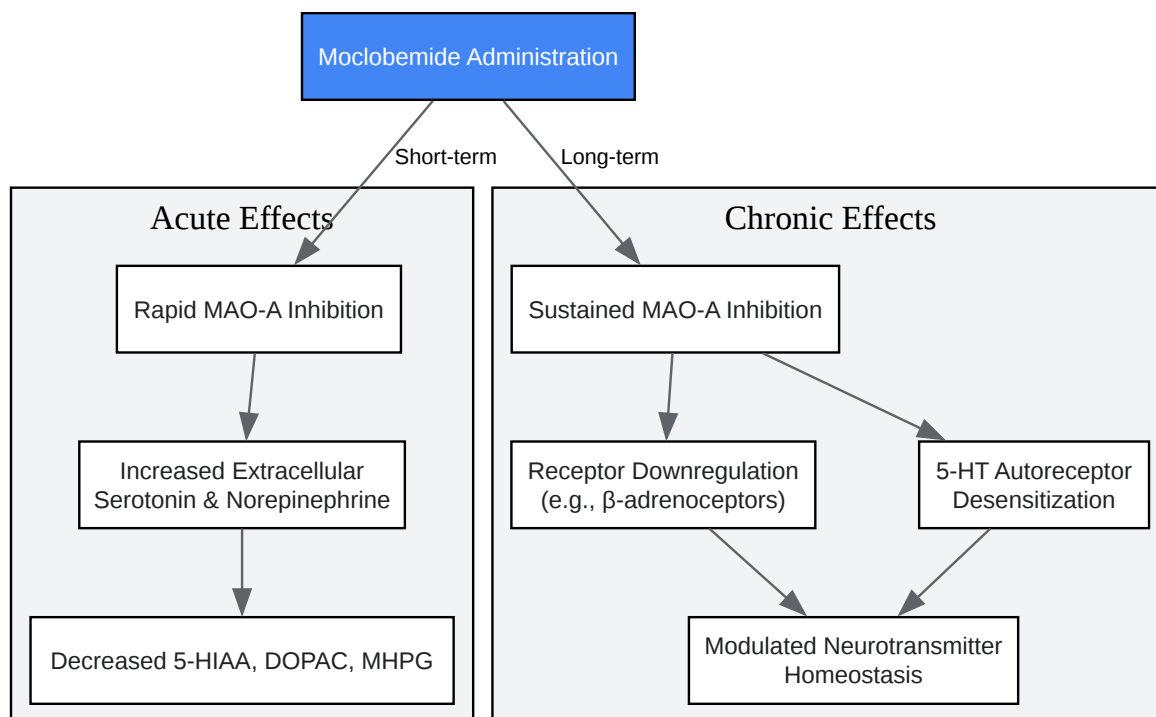 Moclobemide Administration
Short-term
Long-term
Acute Effects
Rapid MAO-A Inhibition
Increased Extracellular
Serotonin & Norepinephrine
Decreased 5-HIAA, DOPAC, MHPG
Chronic Effects
Sustained MAO-A Inhibition
Receptor Downregulation
(e.g., β-adrenoceptors)
5-HT Autoreceptor
Desensitization
Modulated Neurotransmitter
Homeostasis